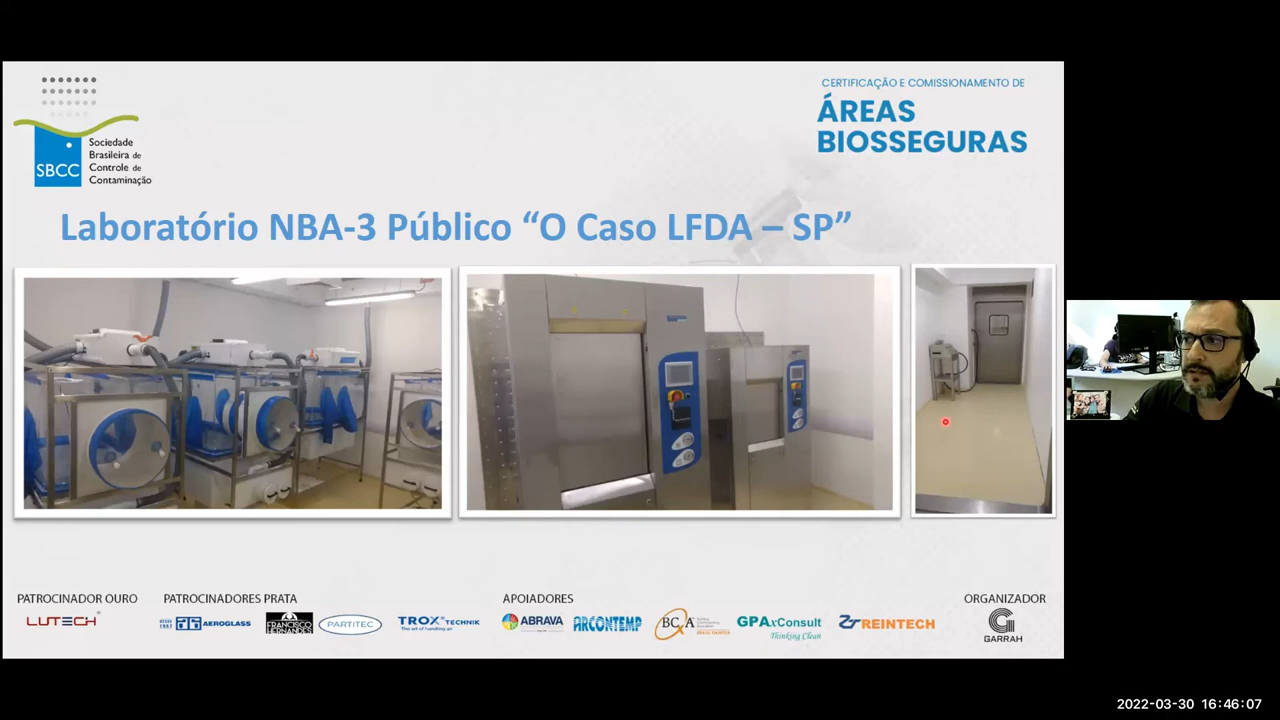 SBCC
Sociedade
Brasileira de
Controle de
Contaminação
CERTIFICAÇÃO E COMISSIONAMENTO DE
ÁREAS
BIOSSEGURAS
Laboratório NBA-3 Público “O Caso LFDA – SP”
PATROCINADOR OURO
LUTECH
PATROCINADORES PRATA
AEROGLASS
FRANCISCO
HERNANDES
PARTITEC
TROX TECHNIK
The art of handling air
APOIADORES
ABRAVA
ARCONTEMP
BCA
GPAxConsult
Thinking Clean
REINTECH
ORGANIZADOR
GARRAH
2022-03-30 16:46:07